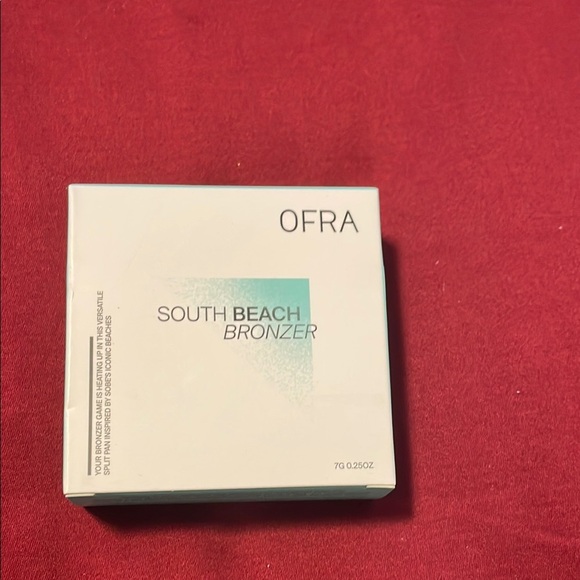 OFRA
SOUTH BEACH
BRONZER
YOUR BRONZER GAME IS HEATING UP IN THIS VERSATILE
SPLIT PAN INSPIRED BY SOBE'S ICONIC BEACHES
7G 0.25OZ